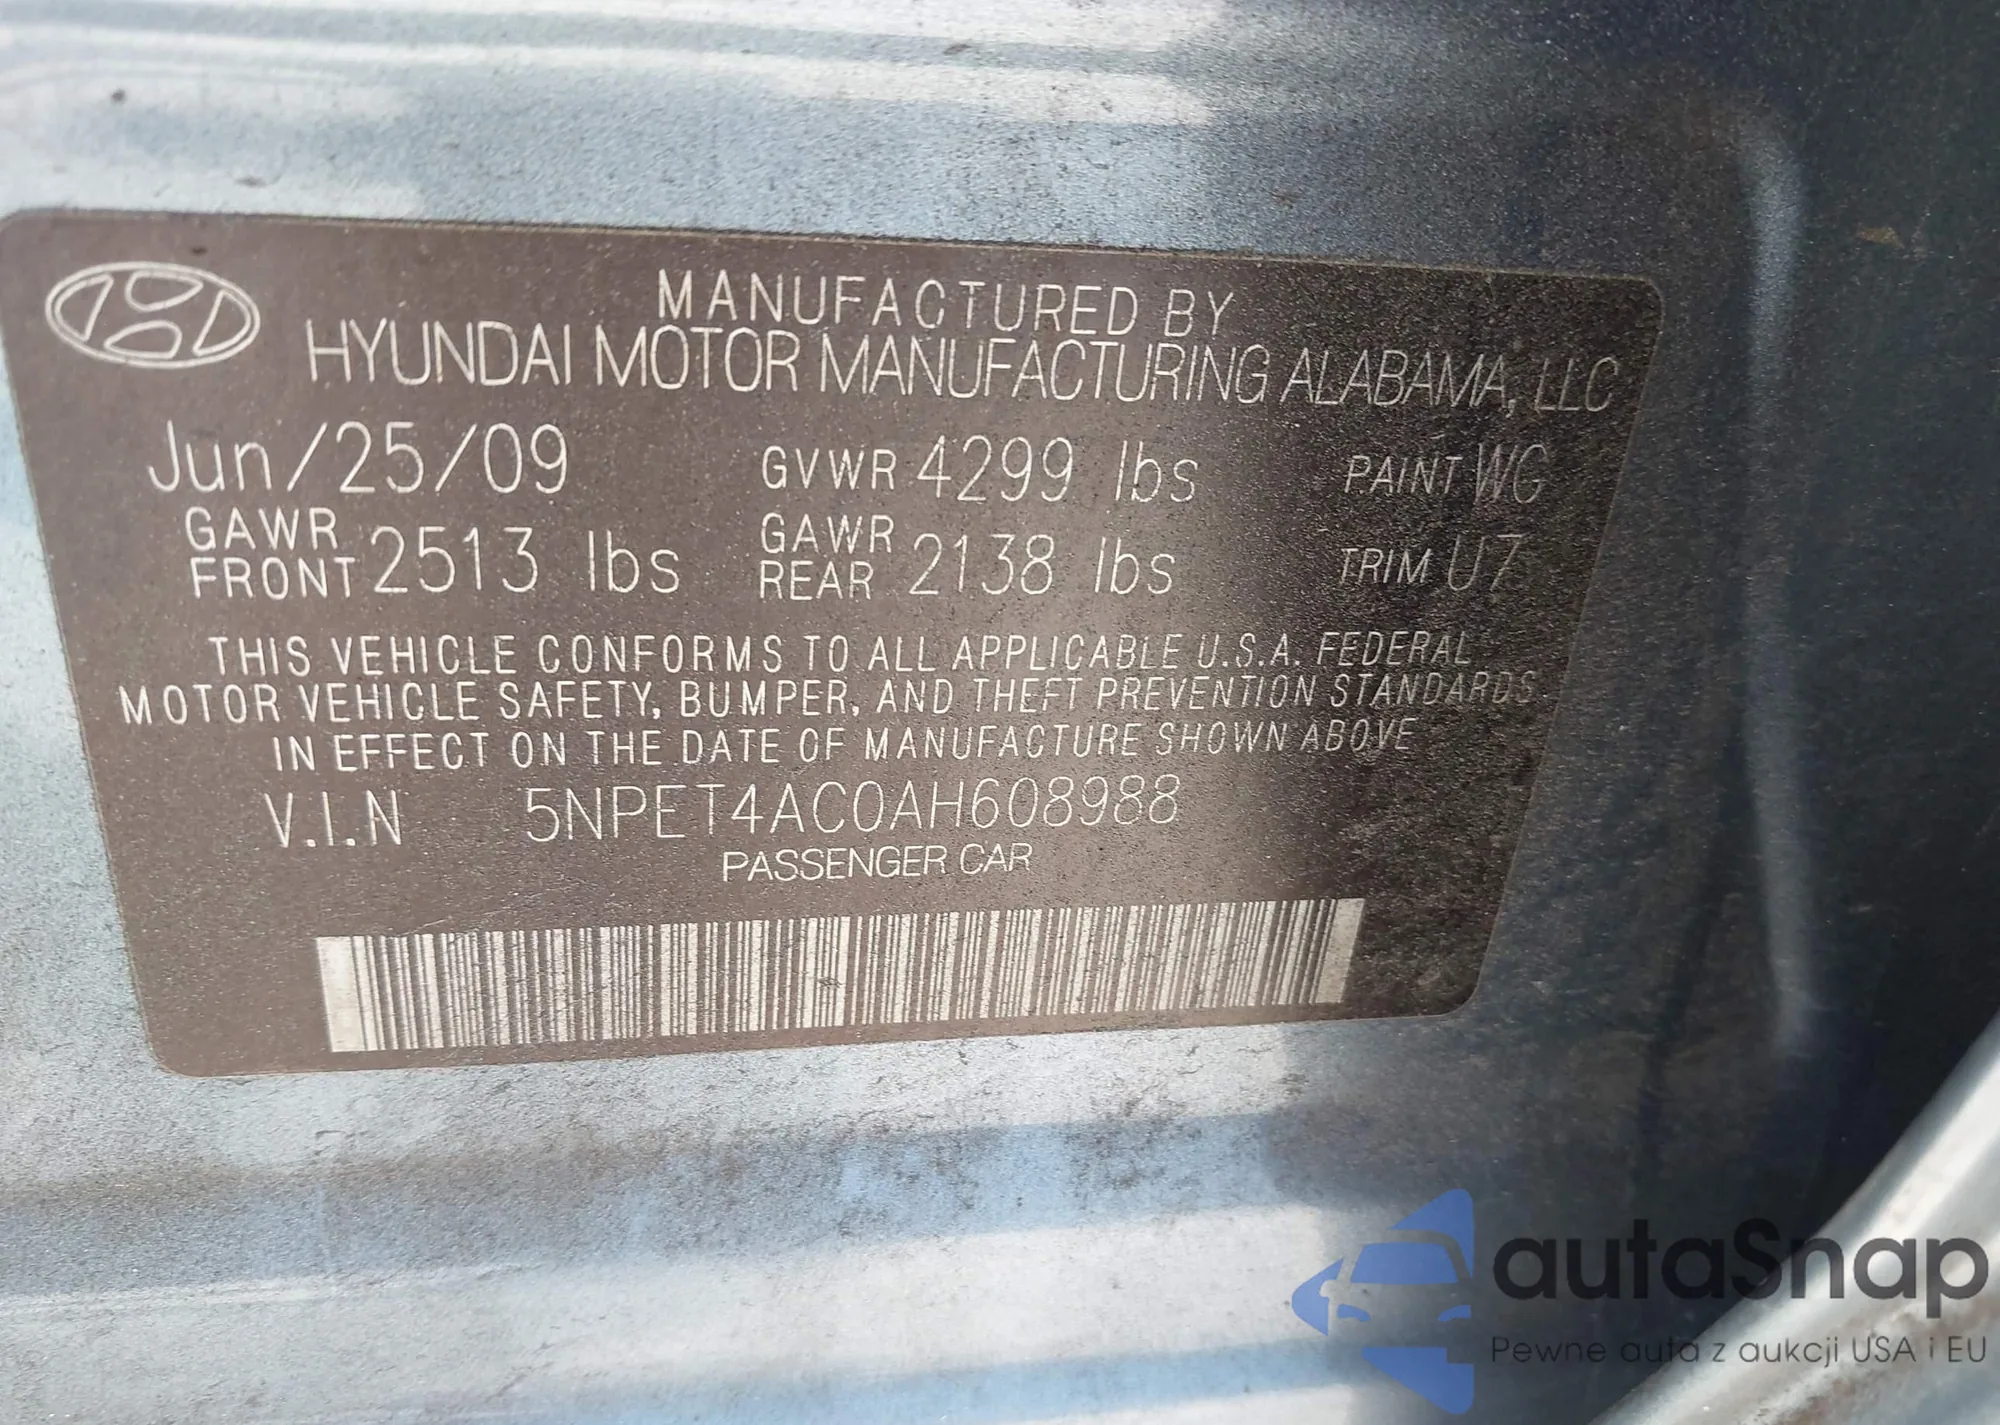 MANUFACTURED BY
HYUNDAI MOTOR MANUFACTURING ALABAMA, LLC
Jun/25/09 GVWR 4299 lbs PAINT WG
GAWR FRONT 2513 lbs GAWR REAR 2138 lbs TRIM U7
THIS VEHICLE CONFORMS TO ALL APPLICABLE U.S.A. FEDERAL
MOTOR VEHICLE SAFETY, BUMPER, AND THEFT PREVENTION STANDARDS
IN EFFECT ON THE DATE OF MANUFACTURE SHOWN ABOVE
V.I.N 5NPET4AC0AH608988
PASSENGER CAR
autaSnap
Pewne auta z aukcji USA i EU